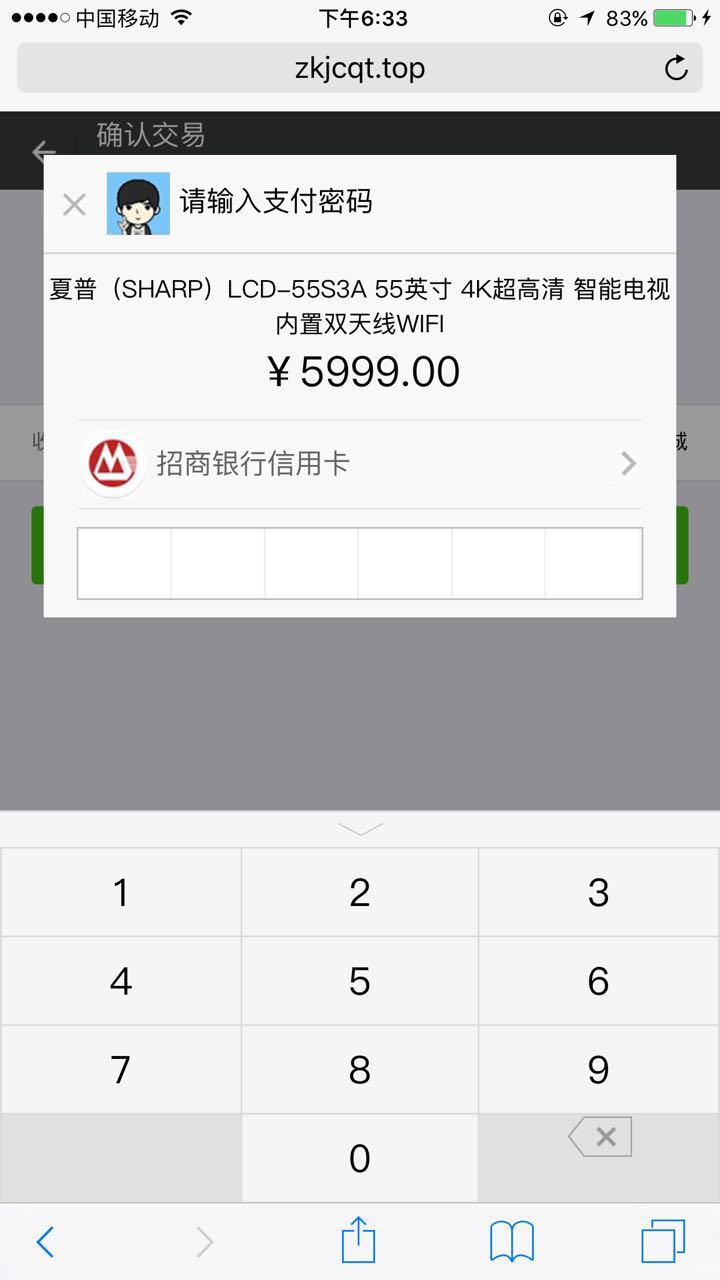 中国移动 下午6:33 83%
zkjcqt.top
确认交易
请输入支付密码
夏普（SHARP）LCD-55S3A 55英寸 4K超高清 智能电视
内置双天线WIFI
¥5999.00
招商银行信用卡
1 2 3
4 5 6
7 8 9
0